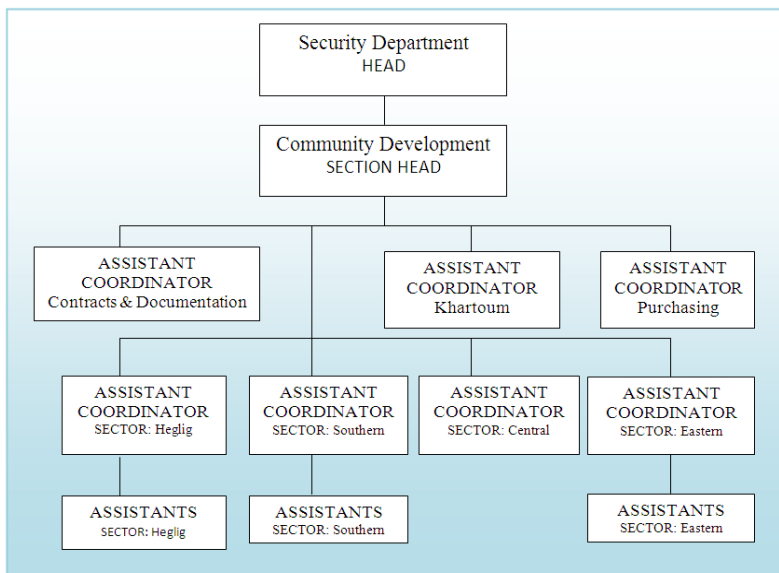 Security Department
HEAD
Community Development
SECTION HEAD
ASSISTANT
COORDINATOR
Contracts & Documentation
ASSISTANT
COORDINATOR
Khartoum
ASSISTANT
COORDINATOR
Purchasing
ASSISTANT
COORDINATOR
SECTOR: Heglig
ASSISTANT
COORDINATOR
SECTOR: Southern
ASSISTANT
COORDINATOR
SECTOR: Central
ASSISTANT
COORDINATOR
SECTOR: Eastern
ASSISTANTS
SECTOR: Heglig
ASSISTANTS
SECTOR: Southern
ASSISTANTS
SECTOR: Eastern